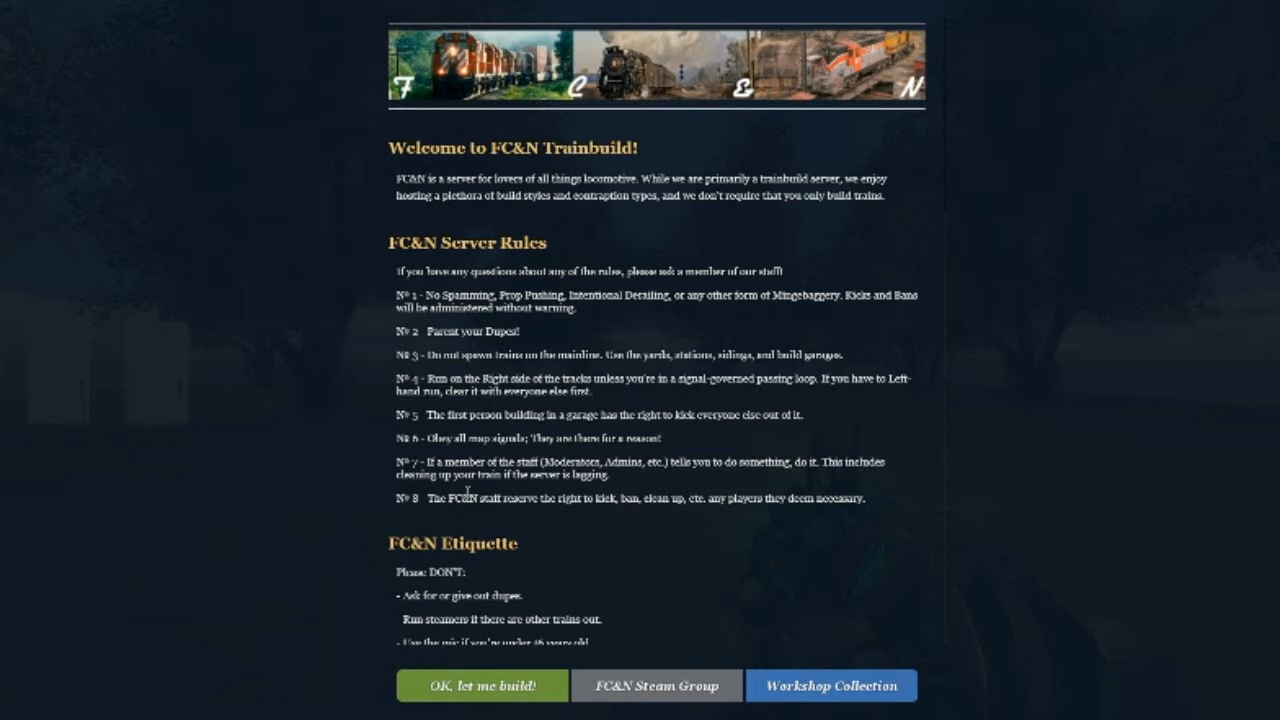 F C & N
Welcome to FC&N Trainbuild!
FC&N is a server for lovers of all things locomotive. While we are primarily a trainbuild server, we enjoy
hosting a plethora of build styles and contraption types, and we don't require that you only build trains.
FC&N Server Rules
If you have any questions about any of the rules, please ask a member of our staff!
Nº 1 - No Spamming, Prop Pushing, Intentional Derailing, or any other form of Mingebaggery. Kicks and Bans
will be administered without warning.
Nº 2 - Parent your Dupes!
Nº 3 - Do not spawn trains on the mainline. Use the yards, stations, sidings, and build garages.
Nº 4 - Run on the Right side of the tracks unless you're in a signal-governed passing loop. If you have to Left-
hand run, clear it with everyone else first.
Nº 5 - The first person building in a garage has the right to kick everyone else out of it.
Nº 6 - Obey all map signals; They are there for a reason!
Nº 7 - If a member of the staff (Moderators, Admins, etc.) tells you to do something, do it. This includes
cleaning up your train if the server is lagging.
Nº 8 - The FC&N staff reserve the right to kick, ban, clean up, etc. any players they deem necessary.
FC&N Etiquette
Please DON'T:
- Ask for or give out dupes.
- Run steamers if there are other trains out.
- Use the mic if you're under 16 years old
OK, let me build!
FC&N Steam Group
Workshop Collection